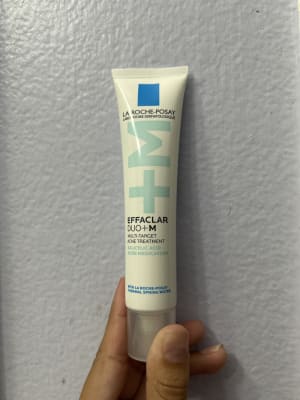 LA ROCHE-POSAY
LABORATOIRE DERMATOLOGIQUE
+M
EFFACLAR
DUO+M
MULTI-TARGET
ACNE TREATMENT
SALICYLIC ACID
ACNE MEDICATION
WITH LA ROCHE-POSAY
THERMAL SPRING WATER